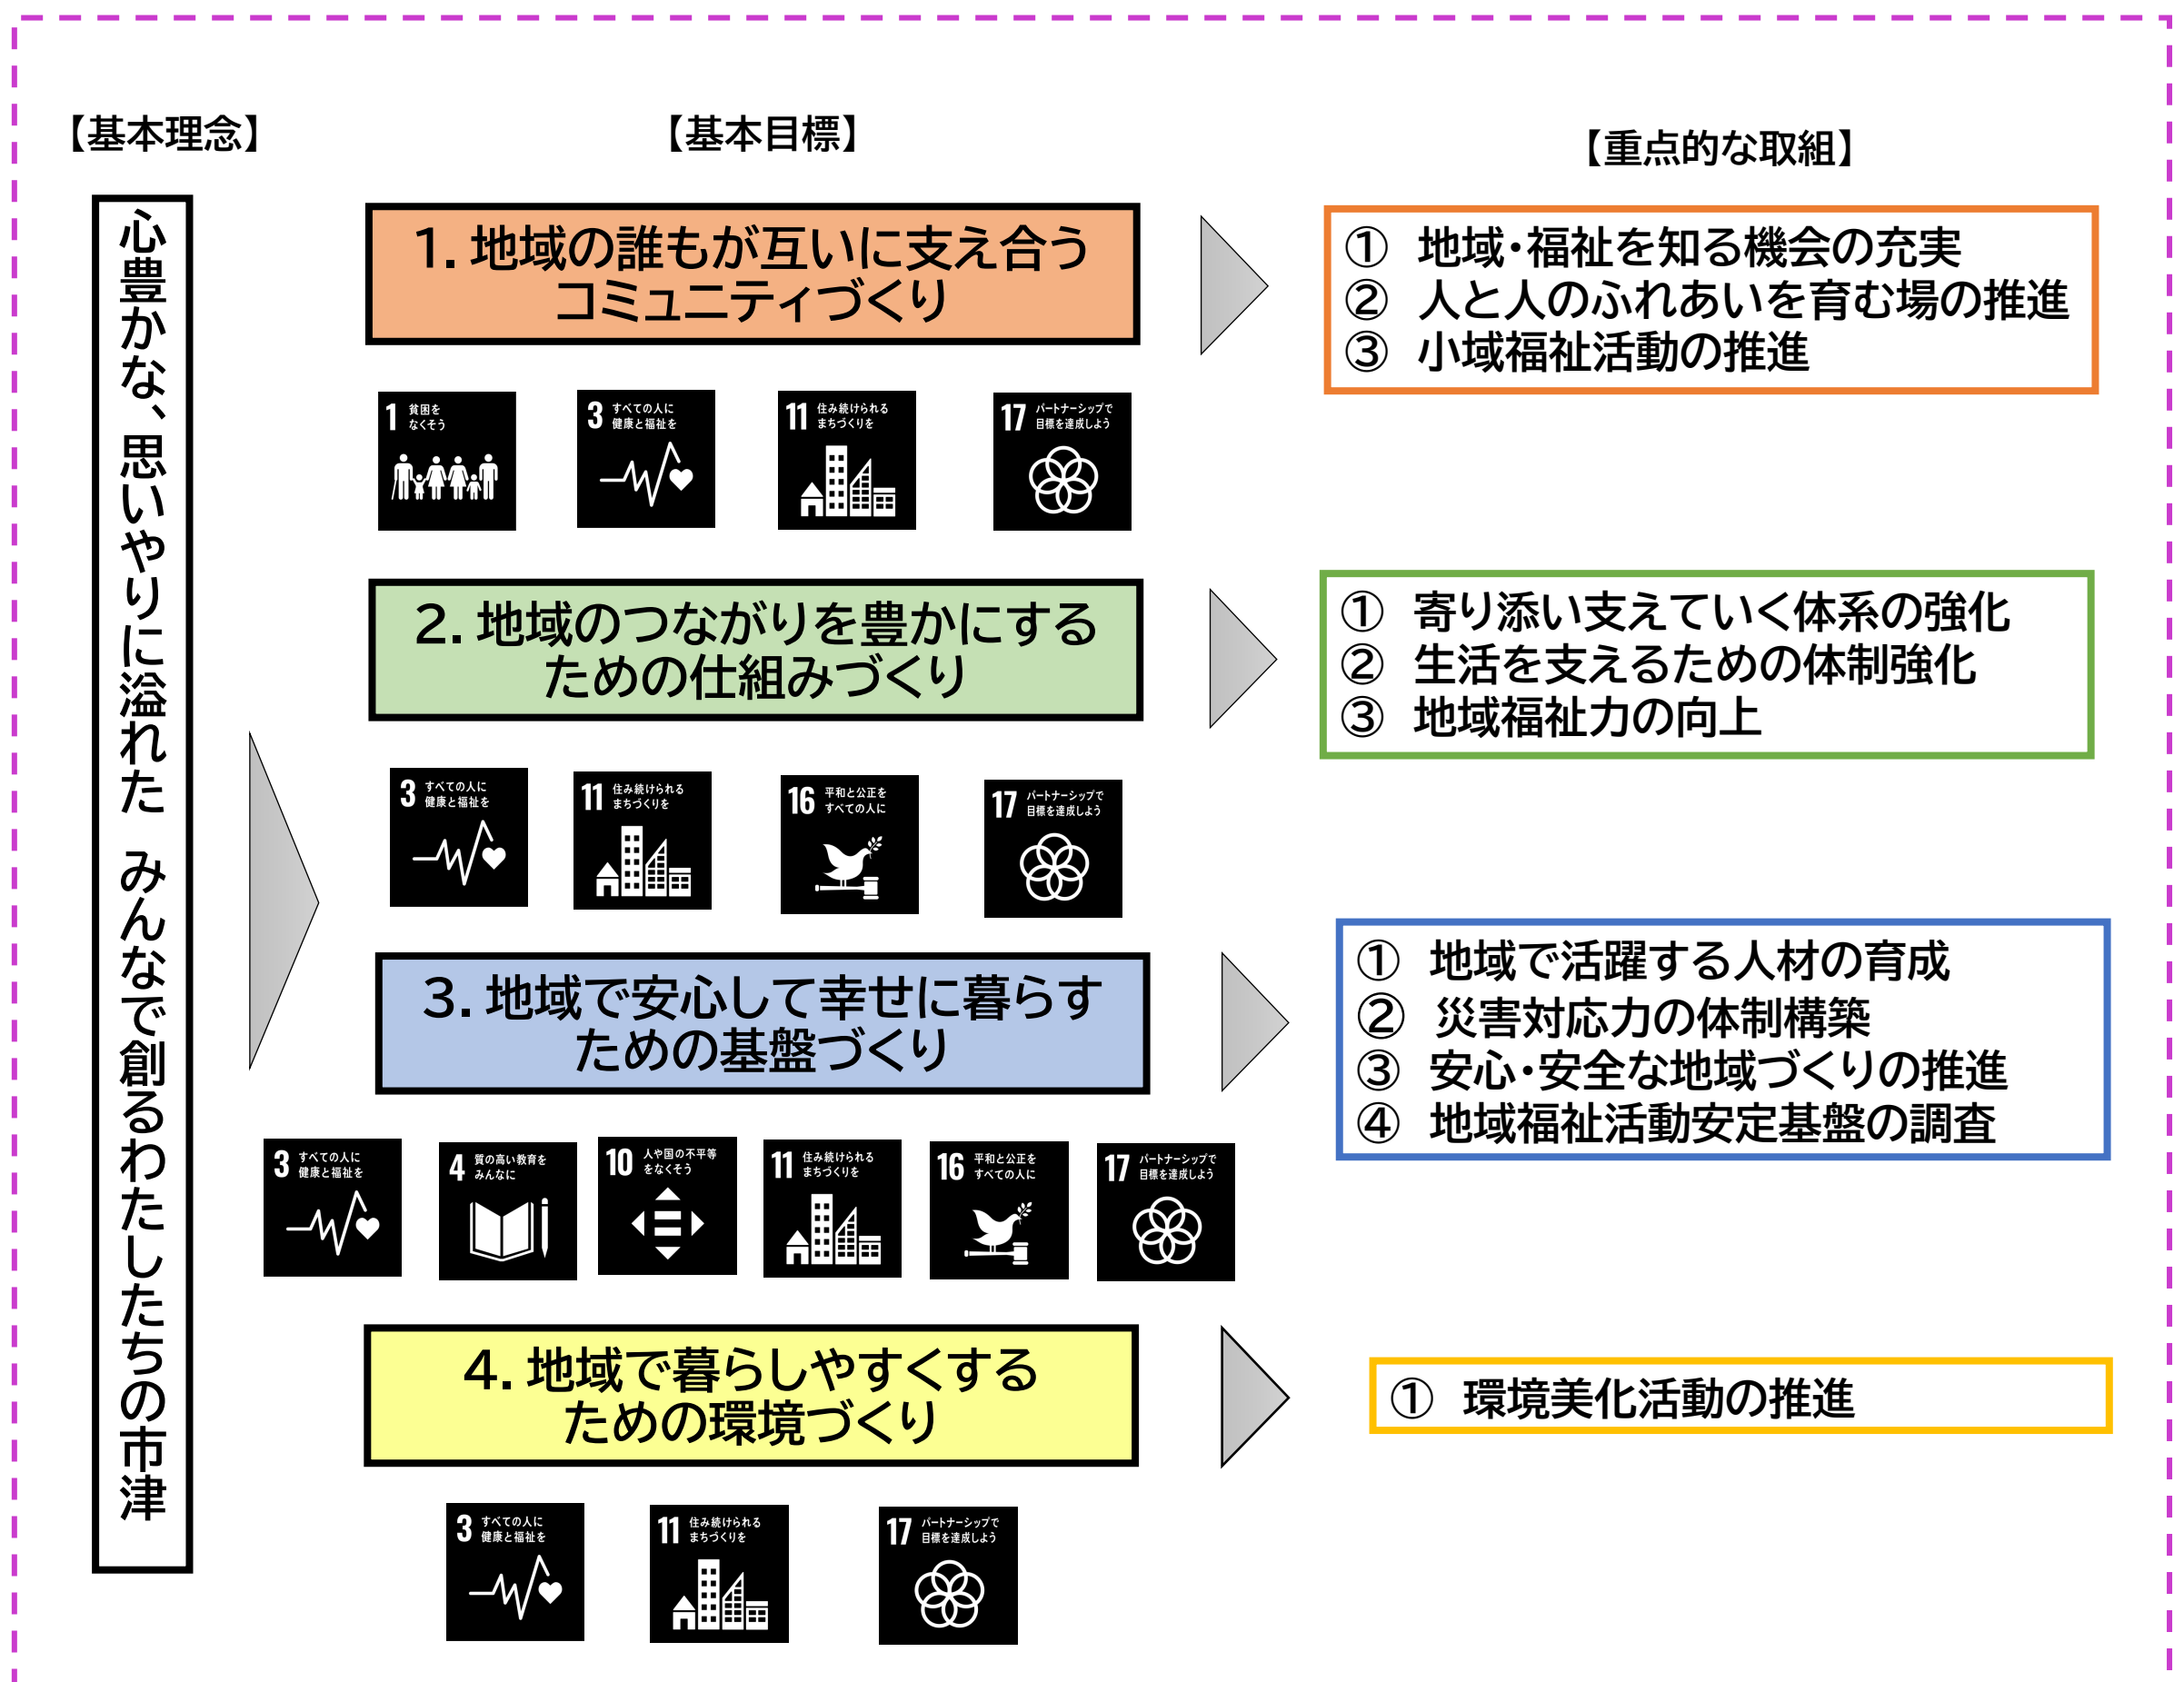 【基本理念】
【基本目標】
【重点的な取組】
心豊かな、思いやりに溢れた　みんなで創るわたしたちの市津
1.地域の誰もが互いに支え合う
コミュニティづくり
① 地域・福祉を知る機会の充実
② 人と人のふれあいを育む場の推進
③ 小域福祉活動の推進
1 貧困を
なくそう
3 すべての人に
健康と福祉を
11 住み続けられる
まちづくりを
17 パートナーシップで
目標を達成しよう
2.地域のつながりを豊かにする
ための仕組みづくり
① 寄り添い支えていく体系の強化
② 生活を支えるための体制強化
③ 地域福祉力の向上
3 すべての人に
健康と福祉を
11 住み続けられる
まちづくりを
16 平和と公正を
すべての人に
17 パートナーシップで
目標を達成しよう
3.地域で安心して幸せに暮らす
ための基盤づくり
① 地域で活躍する人材の育成
② 災害対応力の体制構築
③ 安心・安全な地域づくりの推進
④ 地域福祉活動安定基盤の調査
3 すべての人に
健康と福祉を
4 質の高い教育を
みんなに
10 人や国の不平等
をなくそう
11 住み続けられる
まちづくりを
16 平和と公正を
すべての人に
17 パートナーシップで
目標を達成しよう
4.地域で暮らしやすくする
ための環境づくり
① 環境美化活動の推進
3 すべての人に
健康と福祉を
11 住み続けられる
まちづくりを
17 パートナーシップで
目標を達成しよう